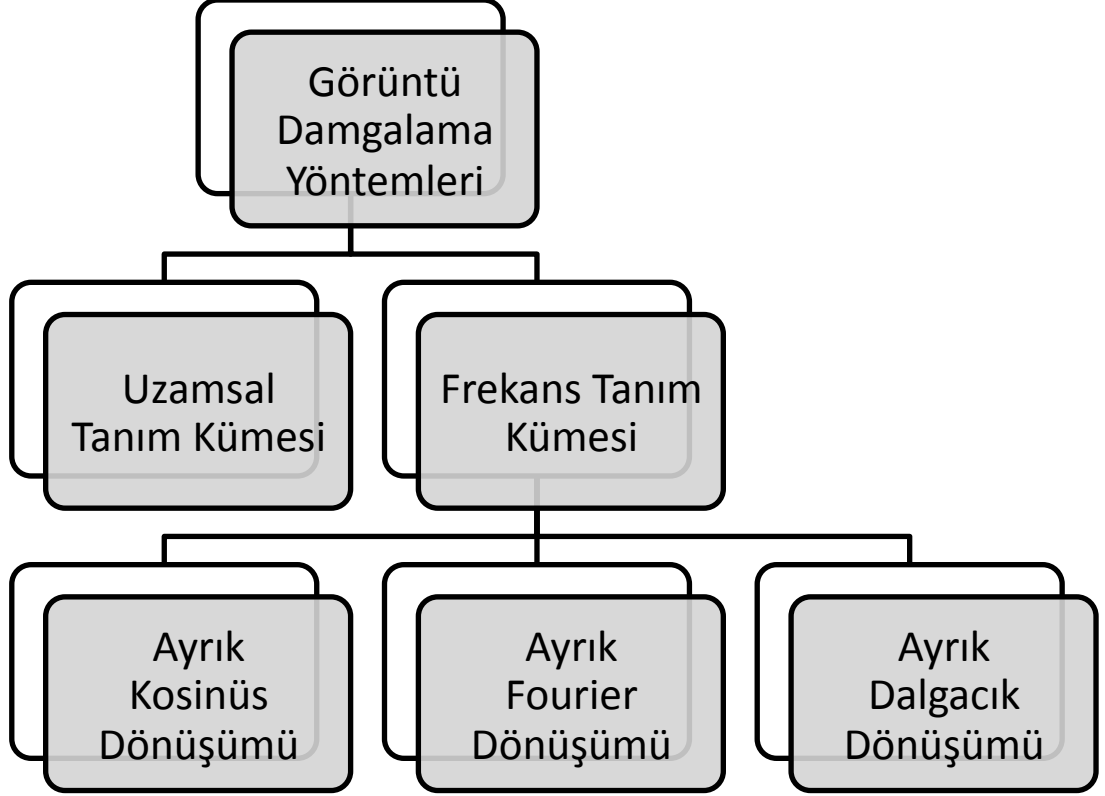 Görüntü
Damgalama
Yöntemleri
Uzamsal
Tanım Kümesi
Frekans Tanım
Kümesi
Ayrık
Kosinüs
Dönüşümü
Ayrık
Fourier
Dönüşümü
Ayrık
Dalgacık
Dönüşümü